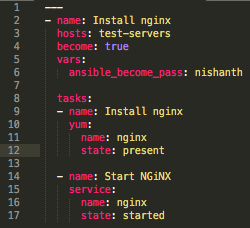 1 ---
2 - name: Install nginx
3   hosts: test-servers
4   become: true
5   vars:
6     ansible_become_pass: nishanth
7
8   tasks:
9   - name: Install nginx
10     yum:
11       name: nginx
12       state: present
13
14   - name: Start NGiNX
15     service:
16       name: nginx
17       state: started